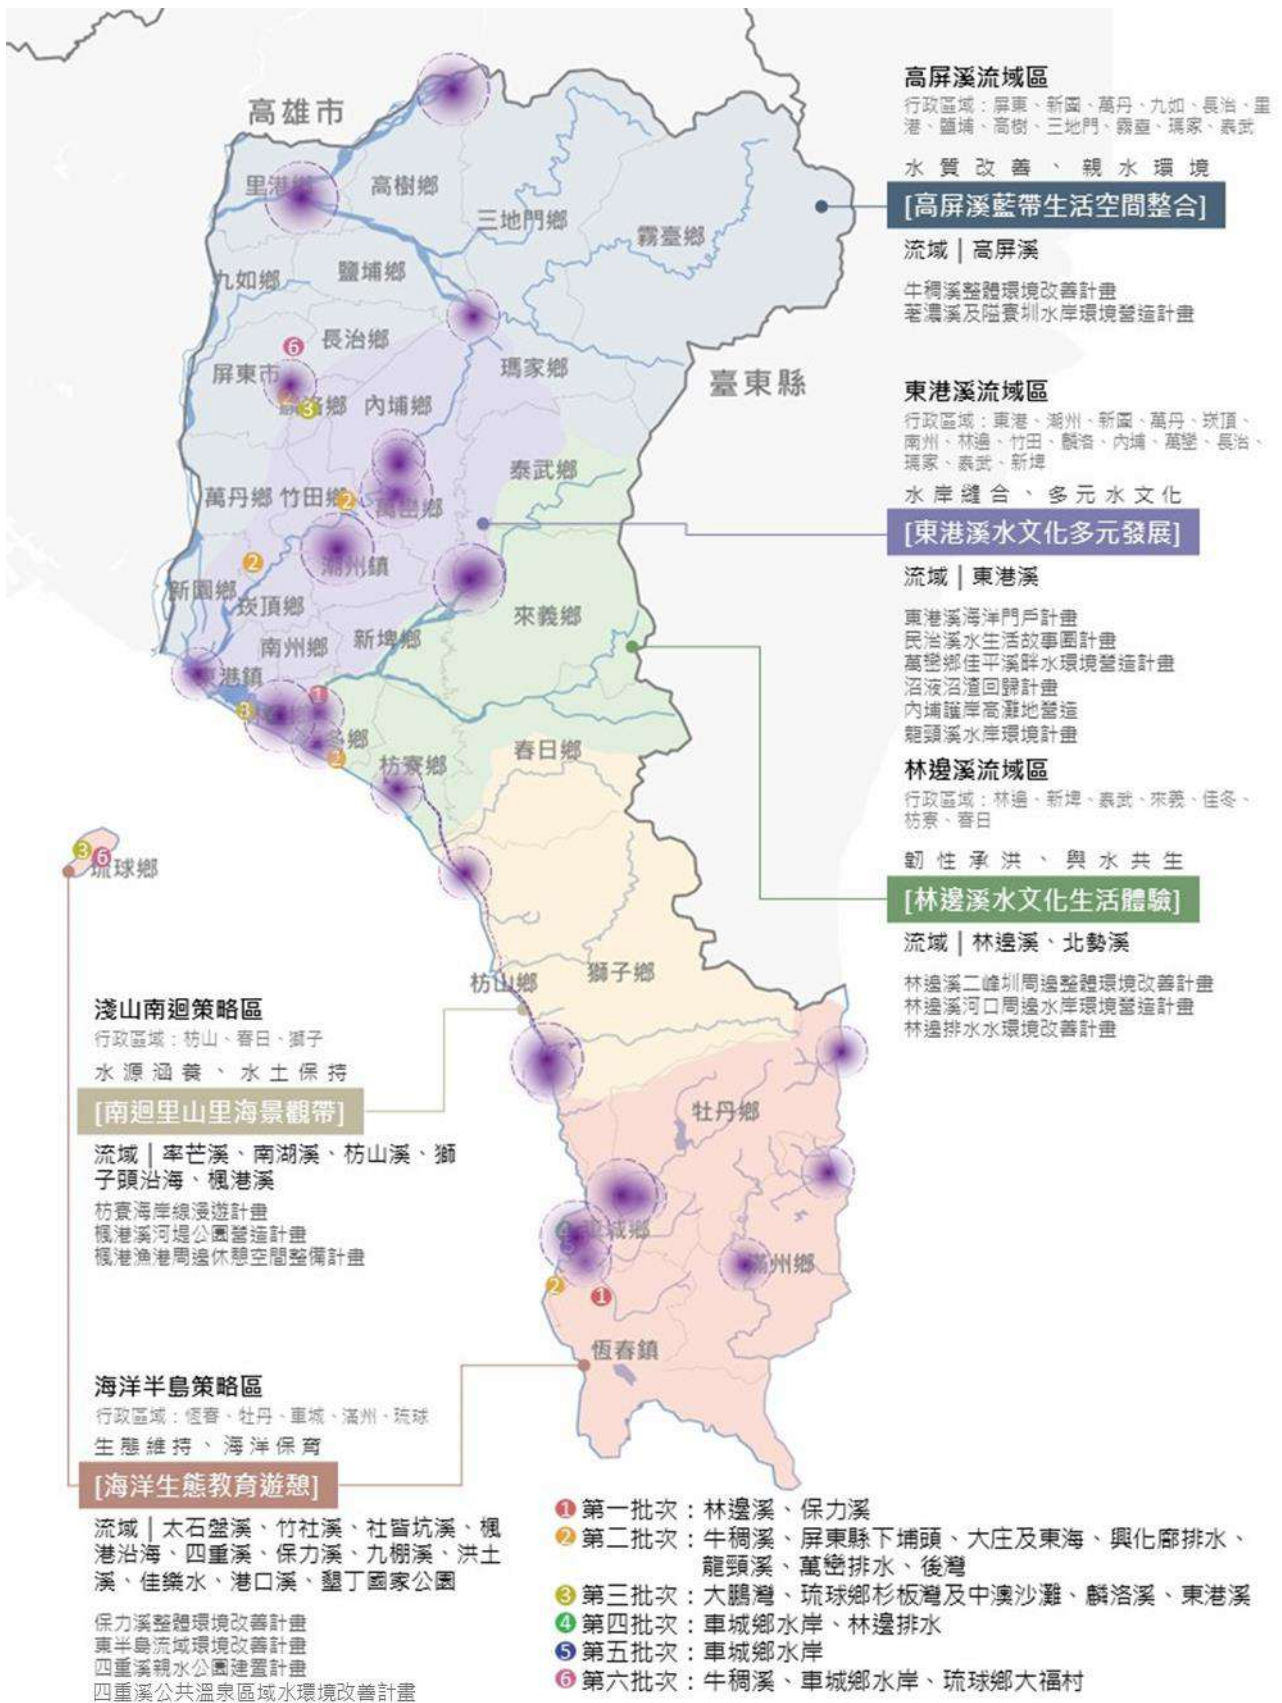 高雄市
里港鄉
高樹鄉
三地門鄉
霧臺鄉
九如鄉
鹽埔鄉
長治鄉
6
屏東市
瑪家鄉
臺東縣
2
3
內埔鄉
泰武鄉
萬丹鄉
竹田鄉
2
萬巒鄉
2
潮州鎮
新園鄉
崁頂鄉
來義鄉
南州鄉
新埤鄉
東港鎮
1
3
2
枋寮鄉
春日鄉
3
6
琉球鄉
枋山鄉
獅子鄉
牡丹鄉
4
5
車城鄉
滿州鄉
2
1
恆春鎮
高屏溪流域區
行政區域：屏東、新園、萬丹、九如、長治、里
港、鹽埔、高樹、三地門、霧臺、瑪家、泰武
水質改善、親水環境
[高屏溪藍帶生活空間整合]
流域 | 高屏溪
牛稠溪整體環境改善計畫
荖濃溪及隘寮圳水岸環境營造計畫
東港溪流域區
行政區域：東港、潮州、新園、萬丹、崁頂、
南州、林邊、竹田、麟洛、內埔、萬巒、長治、
瑪家、泰武、新埤
水岸縫合、多元水文化
[東港溪水文化多元發展]
流域 | 東港溪
東港溪海洋門戶計畫
民治溪水生活故事園計畫
萬巒鄉佳平溪畔水環境營造計畫
沼液沼渣回歸計畫
內埔護岸高灘地營造
龍頸溪水岸環境計畫
林邊溪流域區
行政區域：林邊、新埤、泰武、來義、佳冬、
枋寮、春日
韌性承洪、與水共生
[林邊溪水文化生活體驗]
流域 | 林邊溪、北勢溪
林邊溪二峰圳周邊整體環境改善計畫
林邊溪河口周邊水岸環境營造計畫
林邊排水水環境改善計畫
淺山南迴策略區
行政區域：枋山、春日、獅子
水源涵養、水土保持
[南迴里山里海景觀帶]
流域 | 率芒溪、南湖溪、枋山溪、獅
子頭沿海、楓港溪
枋寮海岸線漫遊計畫
楓港溪河堤公園營造計畫
楓港漁港周邊休憩空間整備計畫
海洋半島策略區
行政區域：恆春、牡丹、車城、滿州、琉球
生態維持、海洋保育
[海洋生態教育遊憩]
流域 | 太石盤溪、竹社溪、社皆坑溪、楓
港沿海、四重溪、保力溪、九棚溪、洪土
溪、佳樂水、港口溪、墾丁國家公園
保力溪整體環境改善計畫
東半島流域環境改善計畫
四重溪親水公園建置計畫
四重溪公共溫泉區域水環境改善計畫
1 第一批次：林邊溪、保力溪
2 第二批次：牛稠溪、屏東縣下埔頭、大庄及東海、興化廍排水、
龍頸溪、萬巒排水、後灣
3 第三批次：大鵬灣、琉球鄉杉板灣及中澳沙灘、麟洛溪、東港溪
4 第四批次：車城鄉水岸、林邊排水
5 第五批次：車城鄉水岸
6 第六批次：牛稠溪、車城鄉水岸、琉球鄉大福村